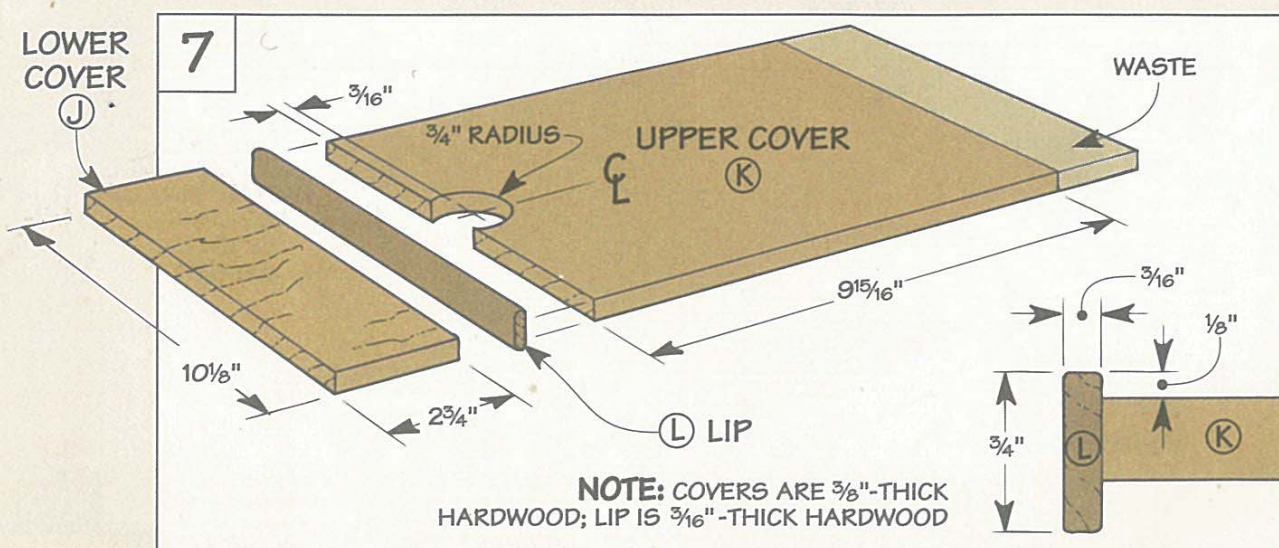 LOWER
COVER
J
7
3/16"
3/4" RADIUS
UPPER COVER
K
CL
WASTE
9 15/16"
10 1/8"
2 3/4"
L LIP
3/16"
1/8"
3/4"
L
K
NOTE: COVERS ARE 3/8"-THICK
HARDWOOD; LIP IS 3/16"-THICK HARDWOOD